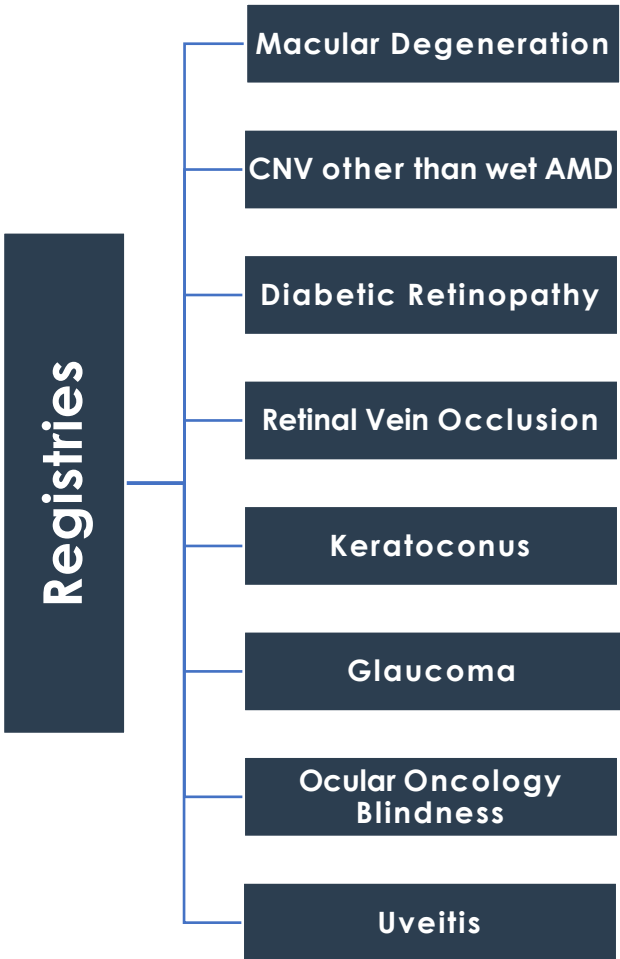 Registries
Macular Degeneration
CNV other than wet AMD
Diabetic Retinopathy
Retinal Vein Occlusion
Keratoconus
Glaucoma
Ocular Oncology
Blindness
Uveitis